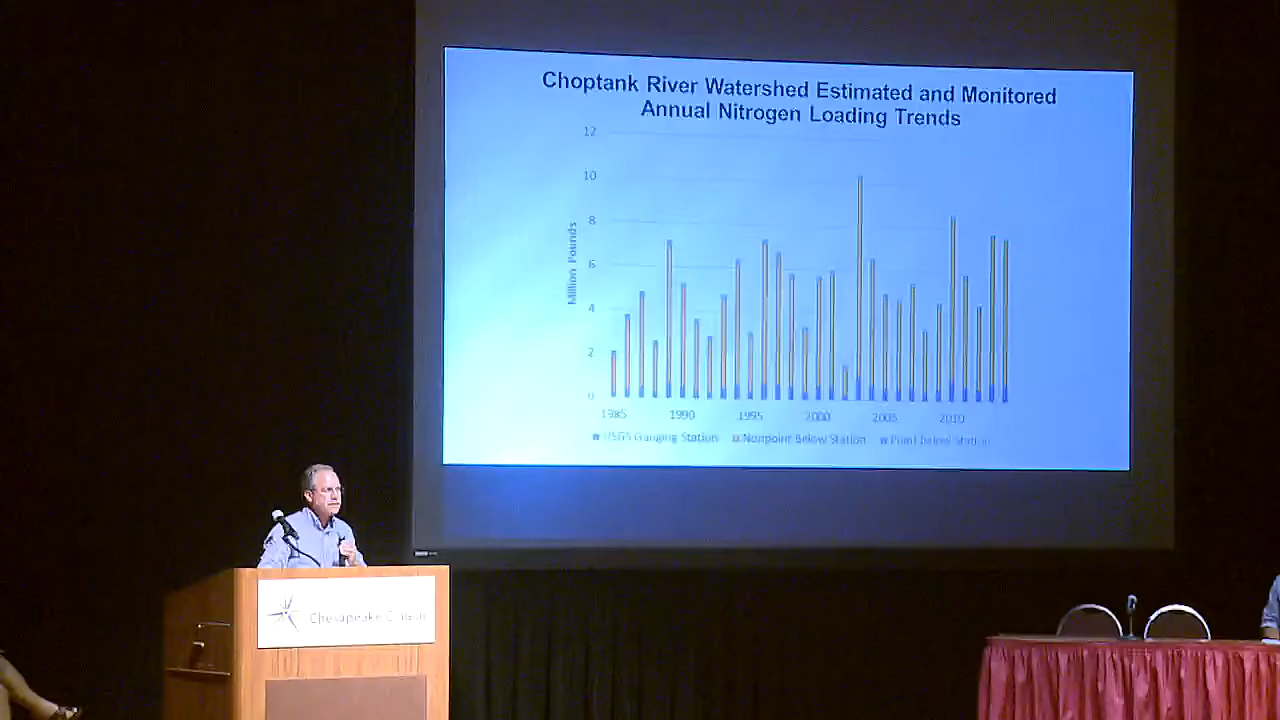 Choptank River Watershed Estimated and Monitored
Annual Nitrogen Loading Trends
12
10
8
6
4
2
0
Million Pounds
1985 1990 1995 2000 2005 2010
USGS Gauging Station Nonpoint Below Station Point Below Station
Chesapeake College